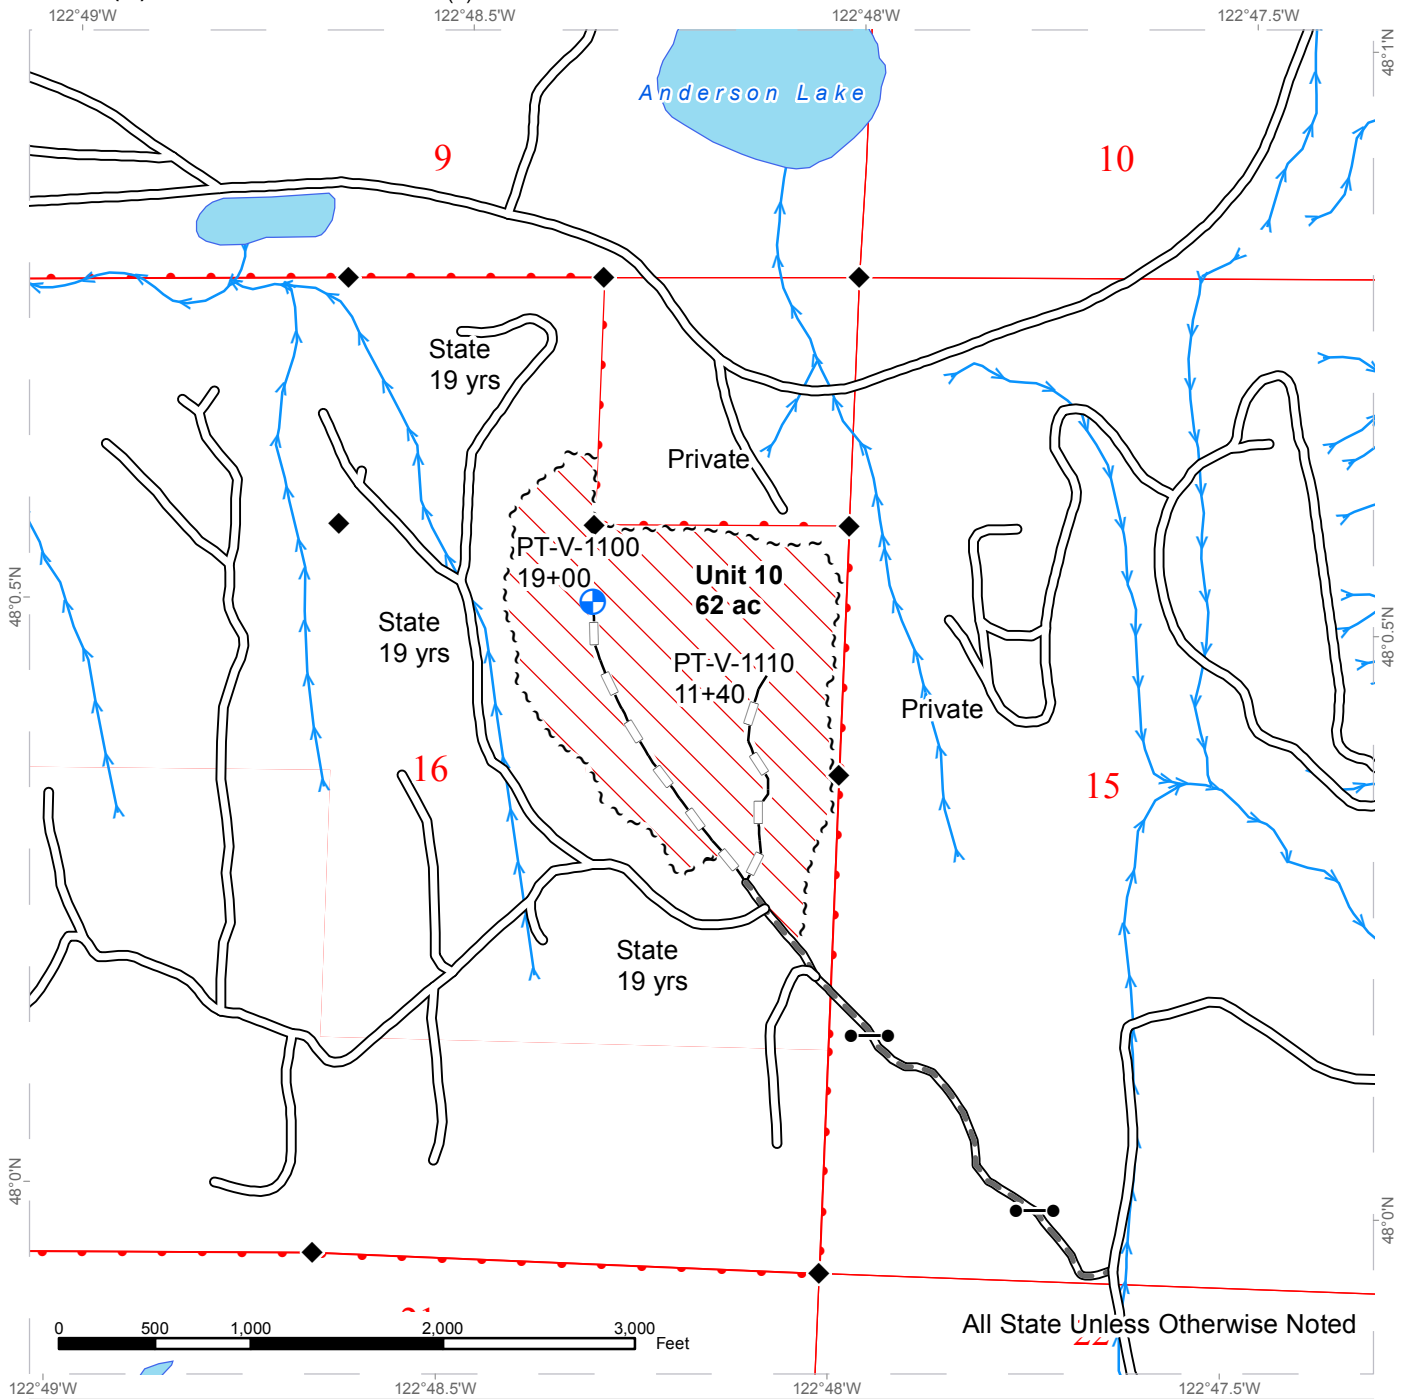 122°49'W
122°48.5'W
122°48'W
122°47.5'W
48°1'N
Anderson Lake
9
10
State
19 yrs
Private
PT-V-1100
19+00
Unit 10
62 ac
48°0.5'N
48°0.5'N
State
19 yrs
PT-V-1110
11+40
Private
16
15
State
19 yrs
48°0'N
48°0'N
0
500
1,000
2,000
3,000
Feet
All State Unless Otherwise Noted
22
122°49'W
122°48.5'W
122°48'W
122°47.5'W